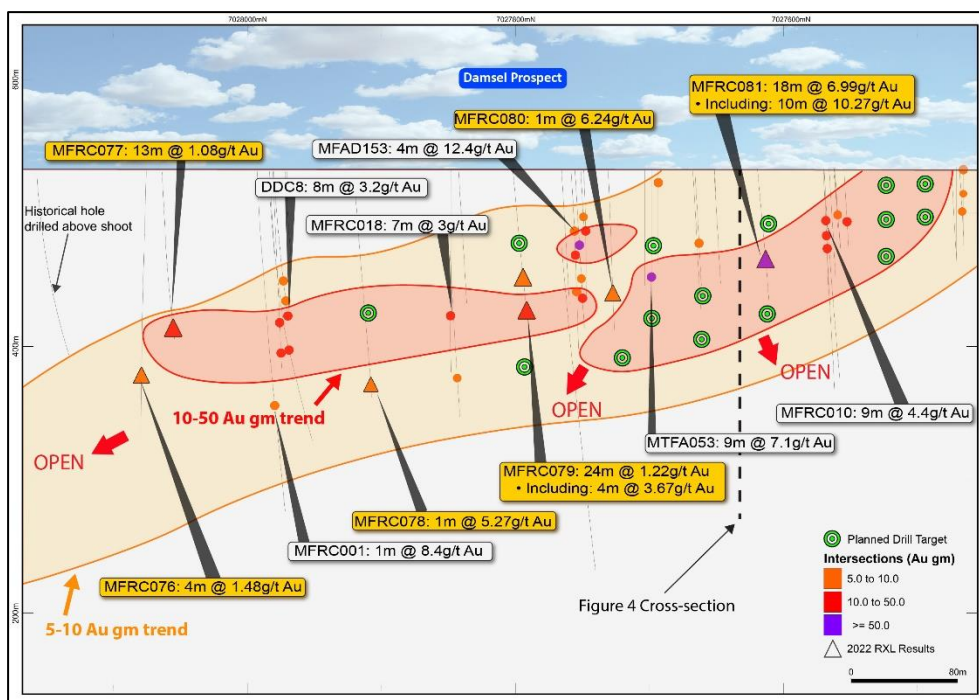 7028000mN
7027800mN
7027600mN
600m
Damsel Prospect
MFRC081: 18m @ 6.99g/t Au
• Including: 10m @ 10.27g/t Au
MFRC080: 1m @ 6.24g/t Au
MFRC077: 13m @ 1.08g/t Au
MFAD153: 4m @ 12.4g/t Au
DDC8: 8m @ 3.2g/t Au
Historical hole
drilled above shoot
MFRC018: 7m @ 3g/t Au
400m
400m
10-50 Au gm trend
OPEN
OPEN
OPEN
MFRC010: 9m @ 4.4g/t Au
MTFA053: 9m @ 7.1g/t Au
MFRC079: 24m @ 1.22g/t Au
• Including: 4m @ 3.67g/t Au
MFRC078: 1m @ 5.27g/t Au
MFRC001: 1m @ 8.4g/t Au
MFRC076: 4m @ 1.48g/t Au
Figure 4 Cross-section
200m
5-10 Au gm trend
Planned Drill Target
Intersections (Au gm)
5.0 to 10.0
10.0 to 50.0
>= 50.0
2022 RXL Results
0 80m